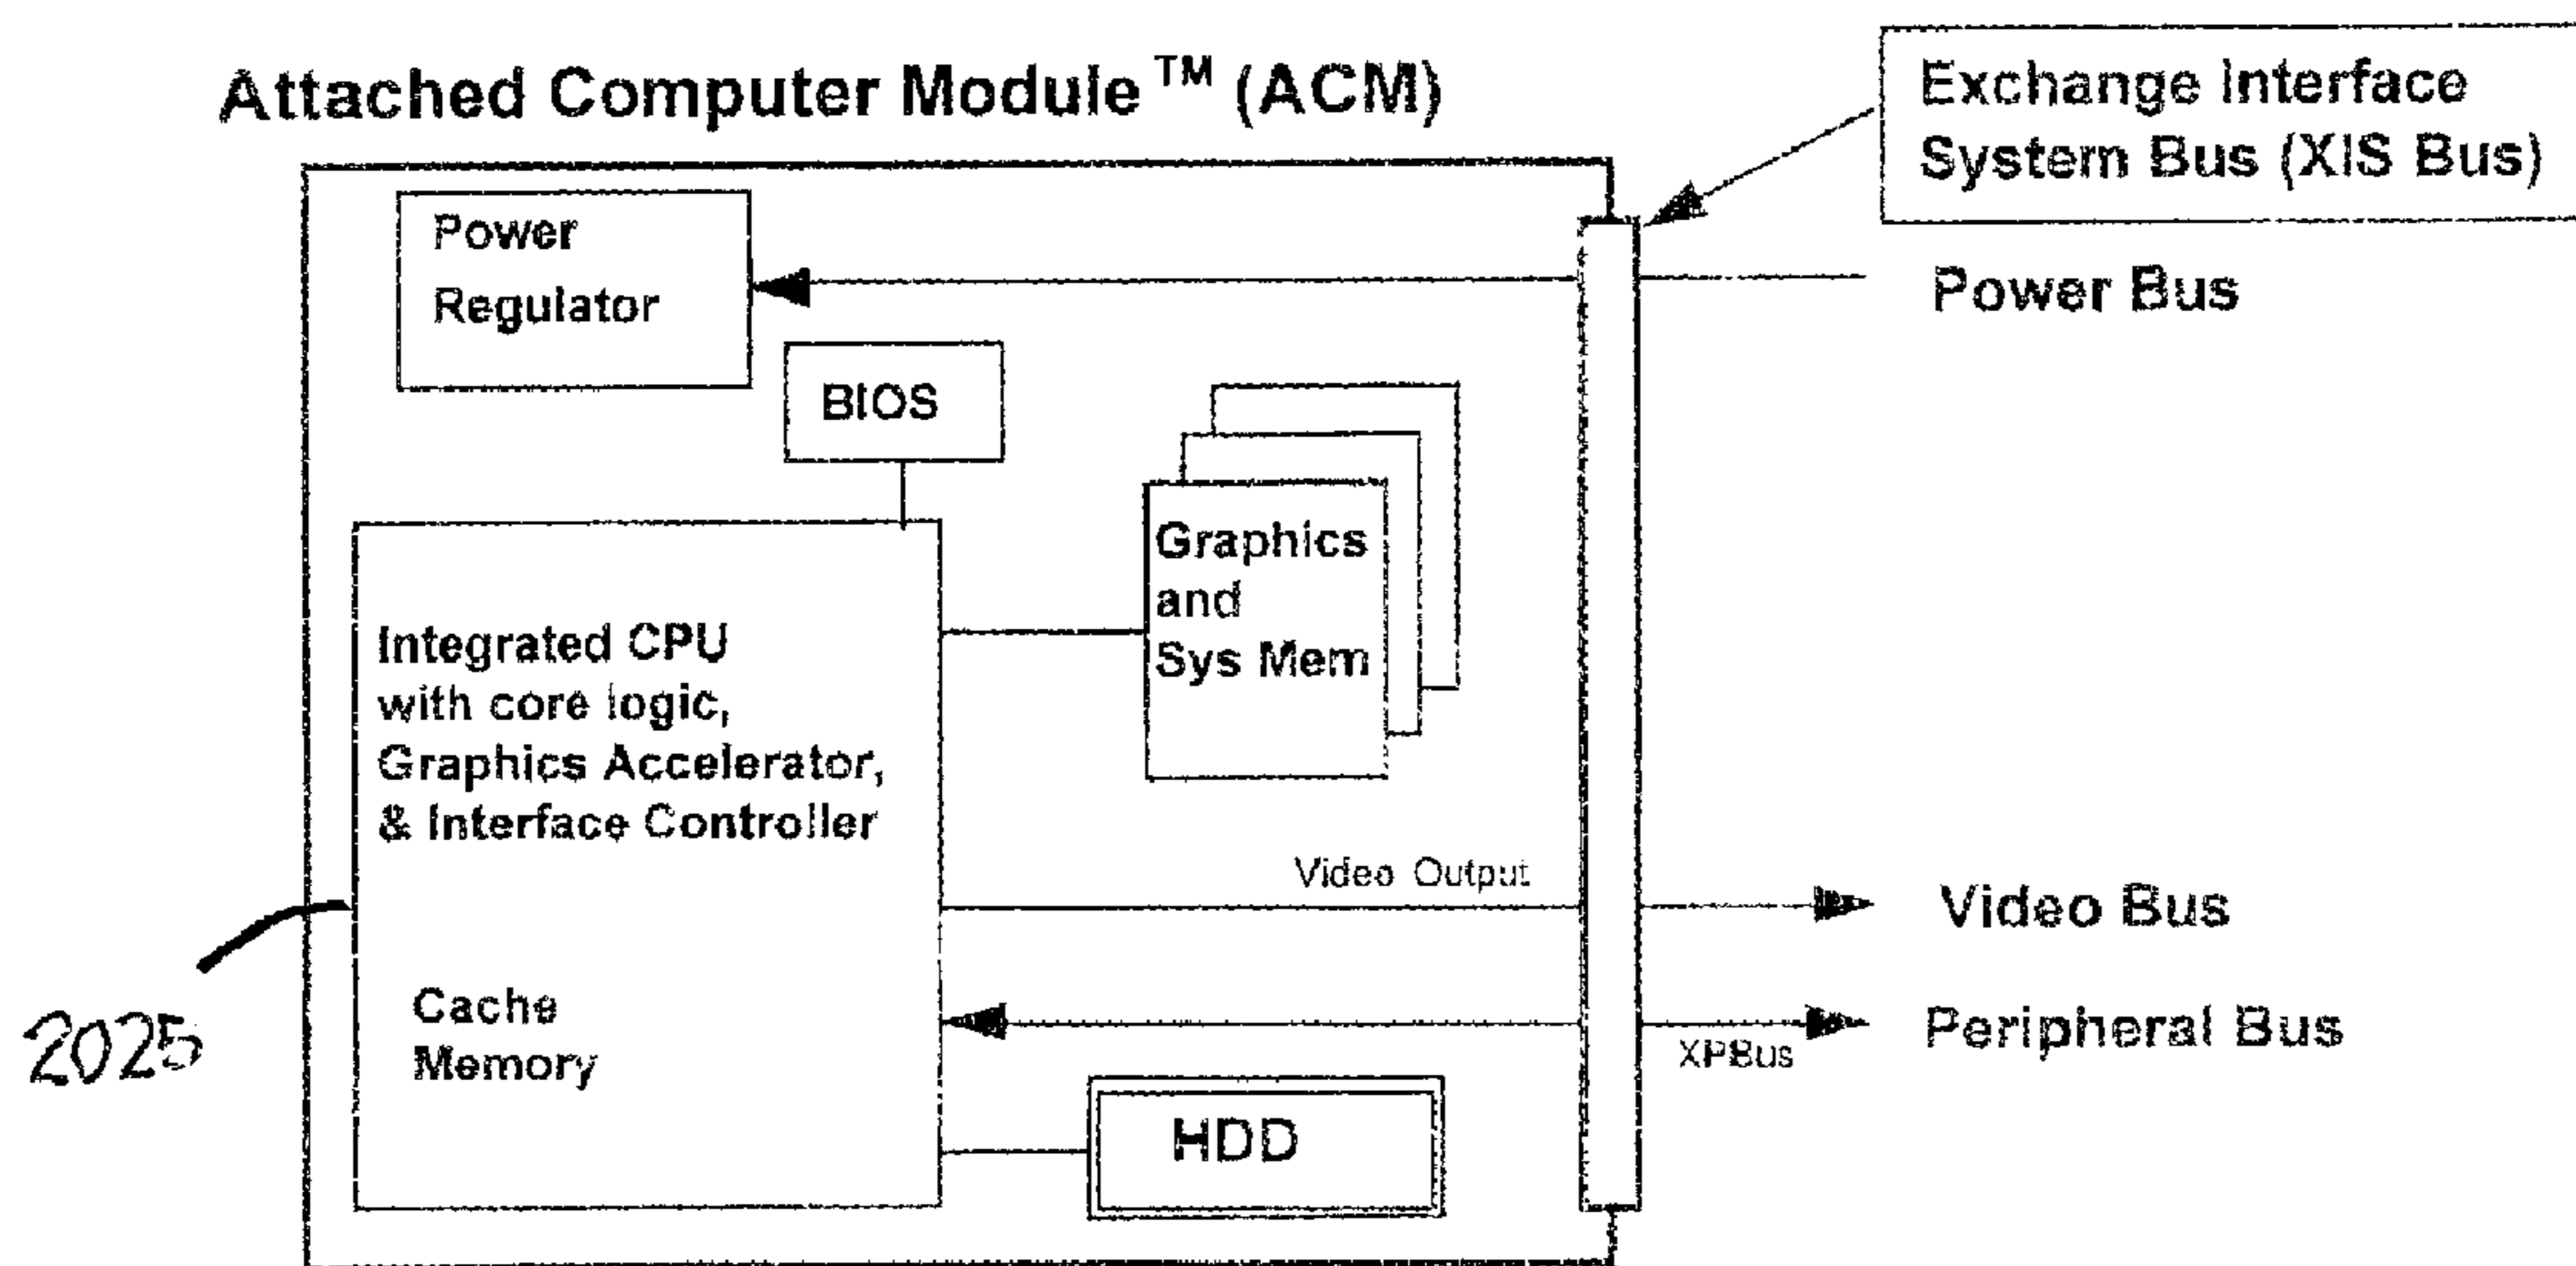 Attached Computer Module™ (ACM)
Exchange Interface
System Bus (XIS Bus)
Power
Regulator
Power Bus
BIOS
Graphics
and
Sys Mem
Integrated CPU
with core logic,
Graphics Accelerator,
& Interface Controller
Video Output
Video Bus
Cache
Memory
XPBus
Peripheral Bus
2025
HDD